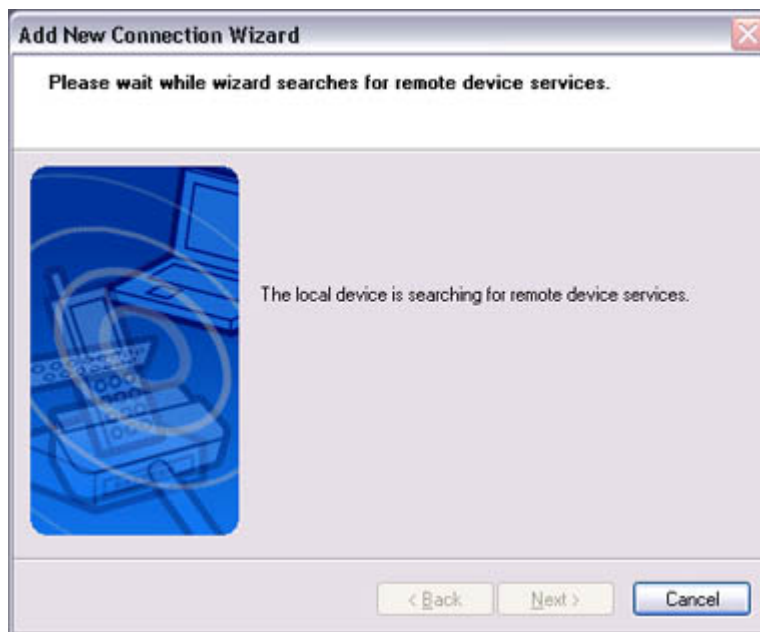 Add New Connection Wizard
Please wait while wizard searches for remote device services.
The local device is searching for remote device services.
< Back
Next >
Cancel